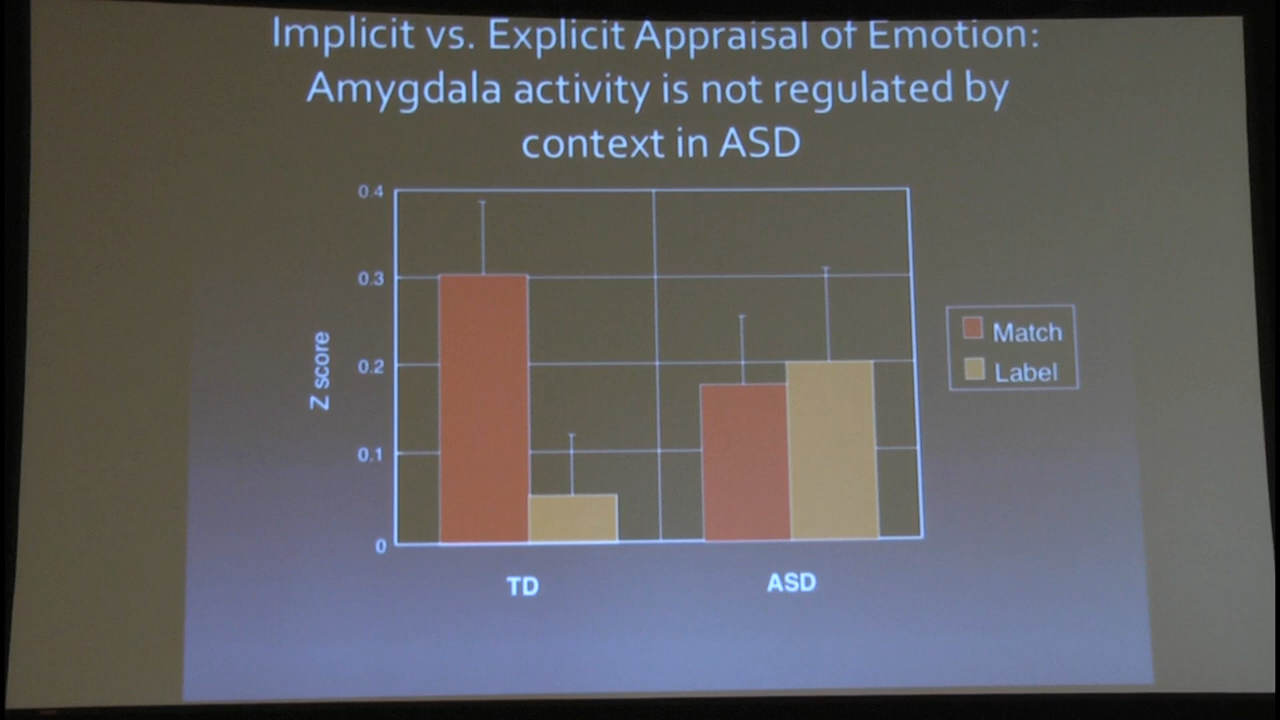 Implicit vs. Explicit Appraisal of Emotion:
Amygdala activity is not regulated by
context in ASD
0.4
0.3
0.2
0.1
0
Z score
Match
Label
TD
ASD